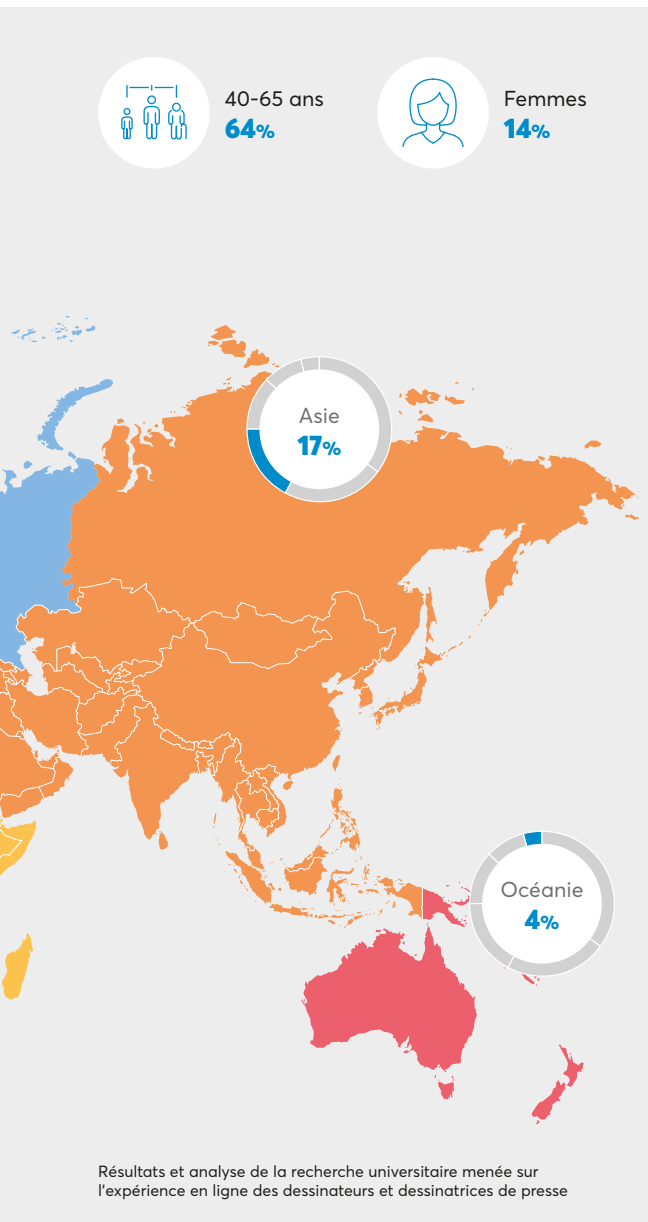 40-65 ans
64%
Femmes
14%
Asie
17%
Océanie
4%
Résultats et analyse de la recherche universitaire menée sur
l'expérience en ligne des dessinateurs et dessinatrices de presse